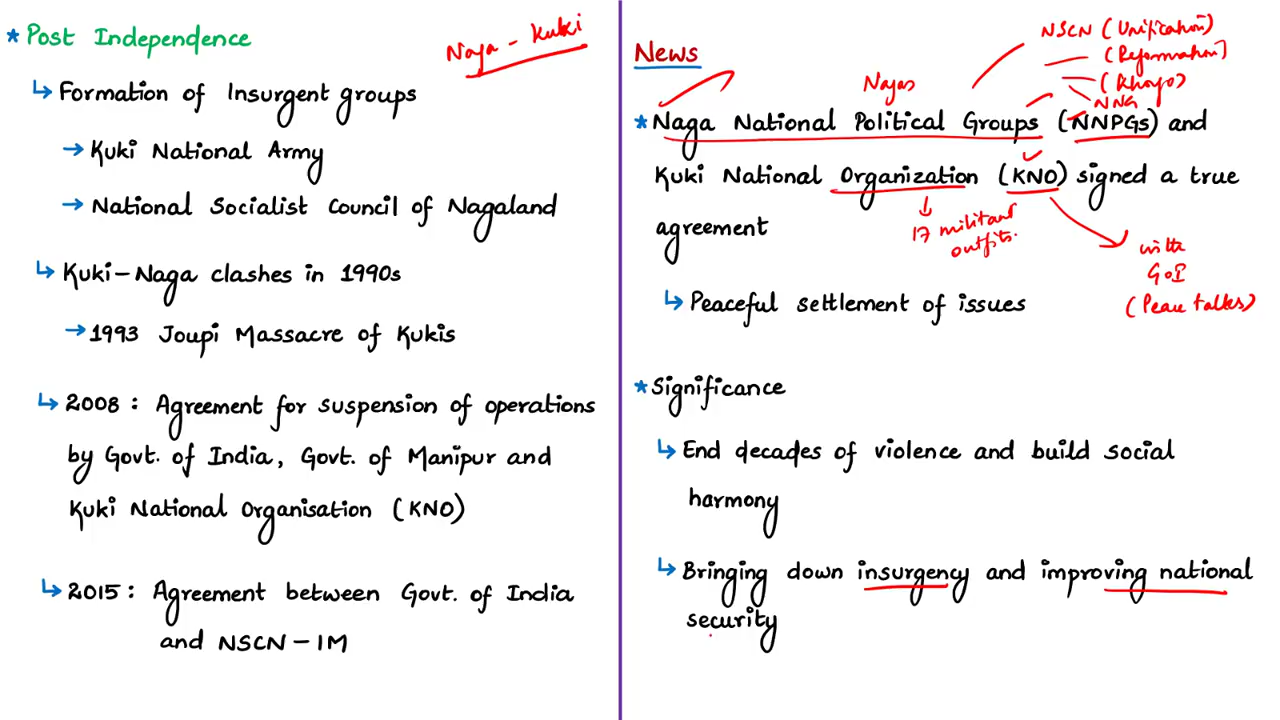 * Post Independence
Naga - Kuki
↳ Formation of Insurgent groups
→ Kuki National Army
→ National Socialist Council of Nagaland
↳ Kuki-Naga clashes in 1990s
→ 1993 Joupi Massacre of Kukis
↳ 2008 : Agreement for suspension of operations
by Govt. of India, Govt. of Manipur and
Kuki National Organisation (KNO)
↳ 2015 : Agreement between Govt. of India
and NSCN - IM
News
NSCN (Unification)
(Reformation)
(Khango)
NNG
Nagas
* Naga National Political Groups (NNPGs) and
Kuki National Organization (KNO) signed a true
agreement
17 militant
outfits.
with
GoI
(Peace talks)
↳ Peaceful settlement of issues
* Significance
↳ End decades of violence and build social
harmony
↳ Bringing down insurgency and improving national
security